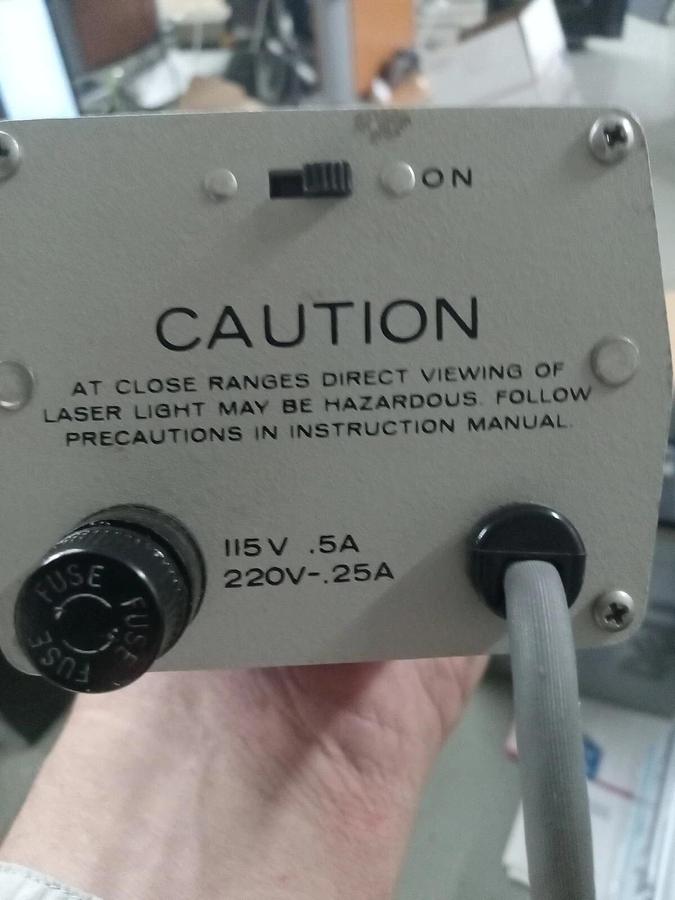 ON
CAUTION
AT CLOSE RANGES DIRECT VIEWING OF
LASER LIGHT MAY BE HAZARDOUS. FOLLOW
PRECAUTIONS IN INSTRUCTION MANUAL.
115V .5A
220V-.25A
FUSE FUSE FUSE